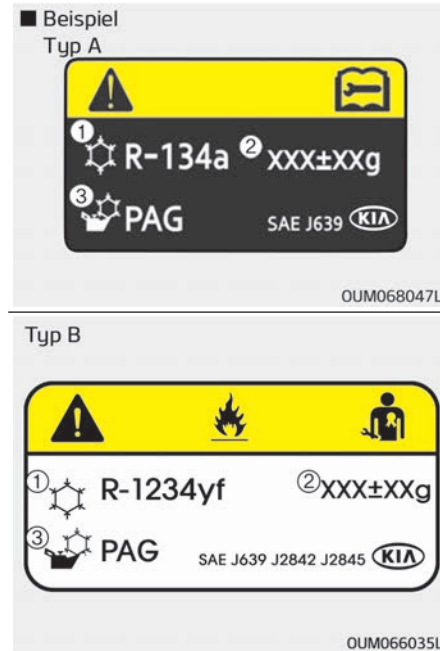 ■ Beispiel
Typ A
① R-134a ② xxx±xxg
③ PAG SAE J639 KIA
OUM068047L
Typ B
① R-1234yf ② XXX±XXg
③ PAG SAE J639 J2842 J2845 KIA
OUM066035L